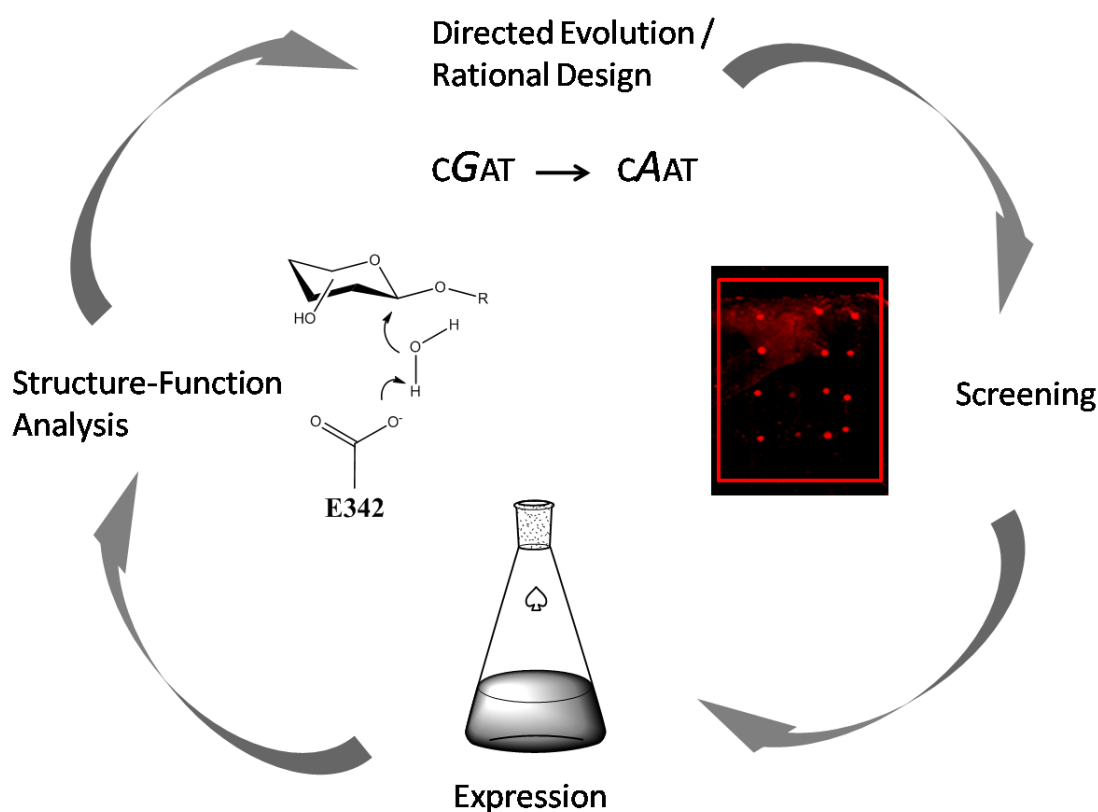 Directed Evolution /
Rational Design
CGAT → CAAT
O
O
R
HO
H
O
H
O
O-
E342
Structure-Function
Analysis
Screening
Expression